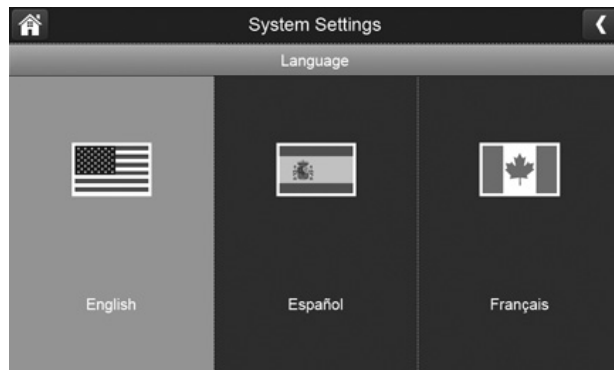 System Settings
Language
English
Español
Français